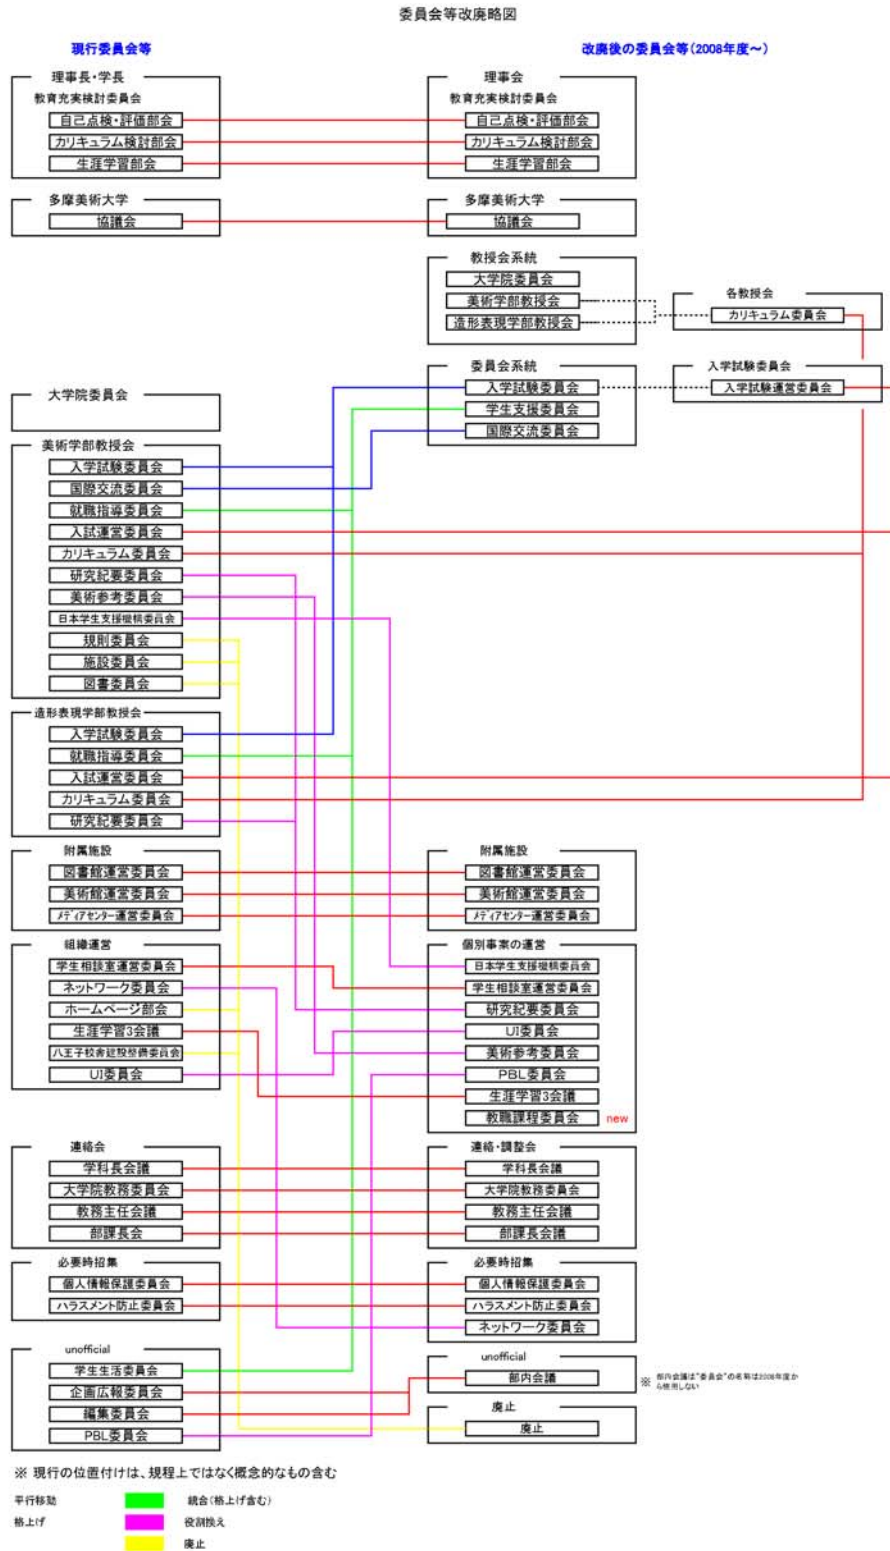 委員会等改廃略図
現行委員会等
改廃後の委員会等(2008年度～)
理事長・学長
教育充実検討委員会
自己点検・評価部会
カリキュラム検討部会
生涯学習部会
理事会
教育充実検討委員会
自己点検・評価部会
カリキュラム検討部会
生涯学習部会
多摩美術大学
協議会
多摩美術大学
協議会
教授会系統
大学院委員会
美術学部教授会
造形表現学部教授会
各教授会
カリキュラム委員会
委員会系統
入学試験委員会
学生支援委員会
国際交流委員会
入学試験委員会
入学試験運営委員会
大学院委員会
美術学部教授会
入学試験委員会
国際交流委員会
就職指導委員会
入試運営委員会
カリキュラム委員会
研究紀要委員会
美術参考委員会
日本学生支援機構委員会
規則委員会
施設委員会
図書委員会
造形表現学部教授会
入学試験委員会
就職指導委員会
入試運営委員会
カリキュラム委員会
研究紀要委員会
附属施設
図書館運営委員会
美術館運営委員会
メディアセンター運営委員会
附属施設
図書館運営委員会
美術館運営委員会
メディアセンター運営委員会
組織運営
学生相談室運営委員会
ネットワーク委員会
ホームページ部会
生涯学習3会議
八王子校舎建設整備委員会
UI委員会
個別事案の運営
日本学生支援機構委員会
学生相談室運営委員会
研究紀要委員会
UI委員会
美術参考委員会
PBL委員会
生涯学習3会議
教職課程委員会 new
連絡会
学科長会議
大学院教務委員会
教務主任会議
部課長会
連絡・調整会
学科長会議
大学院教務委員会
教務主任会議
部課長会議
必要時招集
個人情報保護委員会
ハラスメント防止委員会
必要時招集
個人情報保護委員会
ハラスメント防止委員会
ネットワーク委員会
unofficial
学生生活委員会
企画広報委員会
編集委員会
PBL委員会
unofficial
部内会議
※ 部内会議は"委員会"の名称は2008年度か
ら使用しない
廃止
廃止
※ 現行の位置付けは、規程上ではなく概念的なもの含む
平行移動
統合(格上げ含む)
格上げ
役割換え
廃止